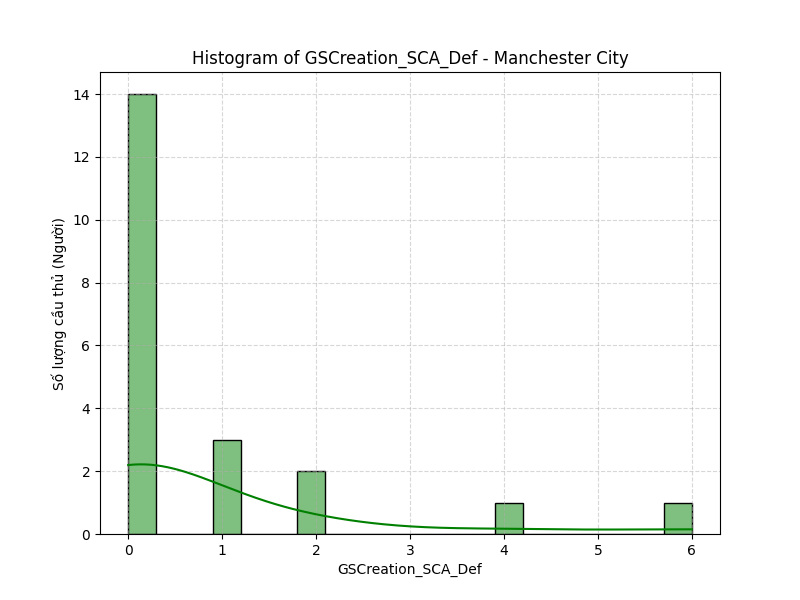 Histogram of GSCreation_SCA_Def - Manchester City
Số lượng cầu thủ (Người)
14
12
10
8
6
4
2
0
0 1 2 3 4 5 6
GSCreation_SCA_Def